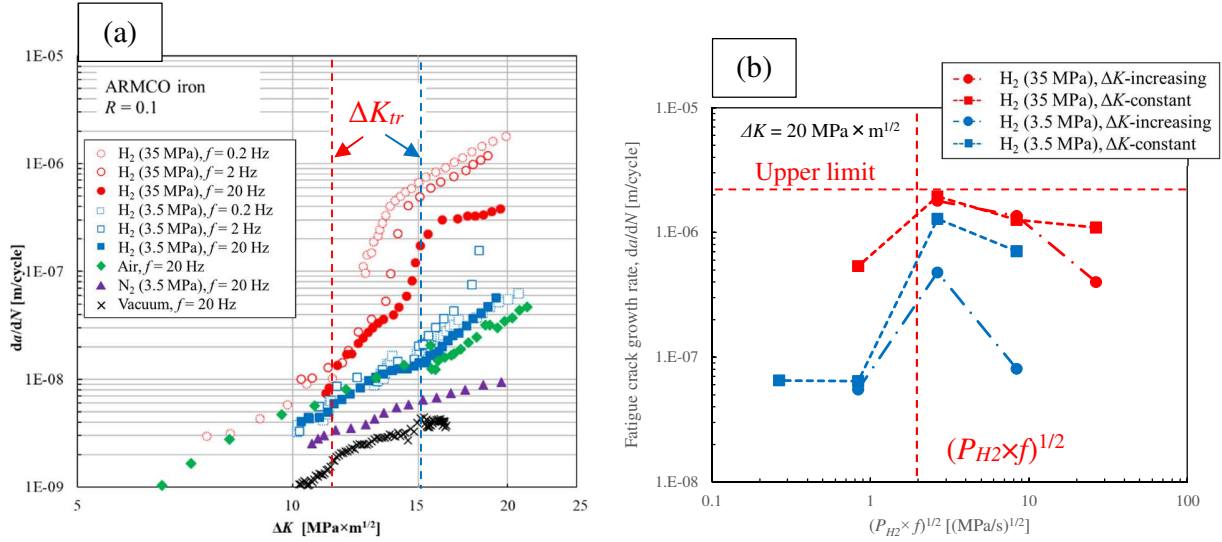 (a)
1E-05
1E-06
1E-07
1E-08
1E-09
da/dN [m/cycle]
ARMCO iron
R = 0.1
ΔKtr
H2 (35 MPa), f = 0.2 Hz
H2 (35 MPa), f = 2 Hz
H2 (35 MPa), f = 20 Hz
H2 (3.5 MPa), f = 0.2 Hz
H2 (3.5 MPa), f = 2 Hz
H2 (3.5 MPa), f = 20 Hz
Air, f = 20 Hz
N2 (3.5 MPa), f = 20 Hz
Vacuum, f = 20 Hz
5 10 15 20 25
ΔK [MPa×m1/2]
(b)
H2 (35 MPa), ΔK-increasing
H2 (35 MPa), ΔK-constant
H2 (3.5 MPa), ΔK-increasing
H2 (3.5 MPa), ΔK-constant
1.E-05
1.E-06
1.E-07
1.E-08
Fatigue crack growth rate, da/dN [m/cycle]
ΔK = 20 MPa × m1/2
Upper limit
(PH2×f)1/2
0.1 1 10 100
(PH2 × f)1/2 [(MPa/s)1/2]